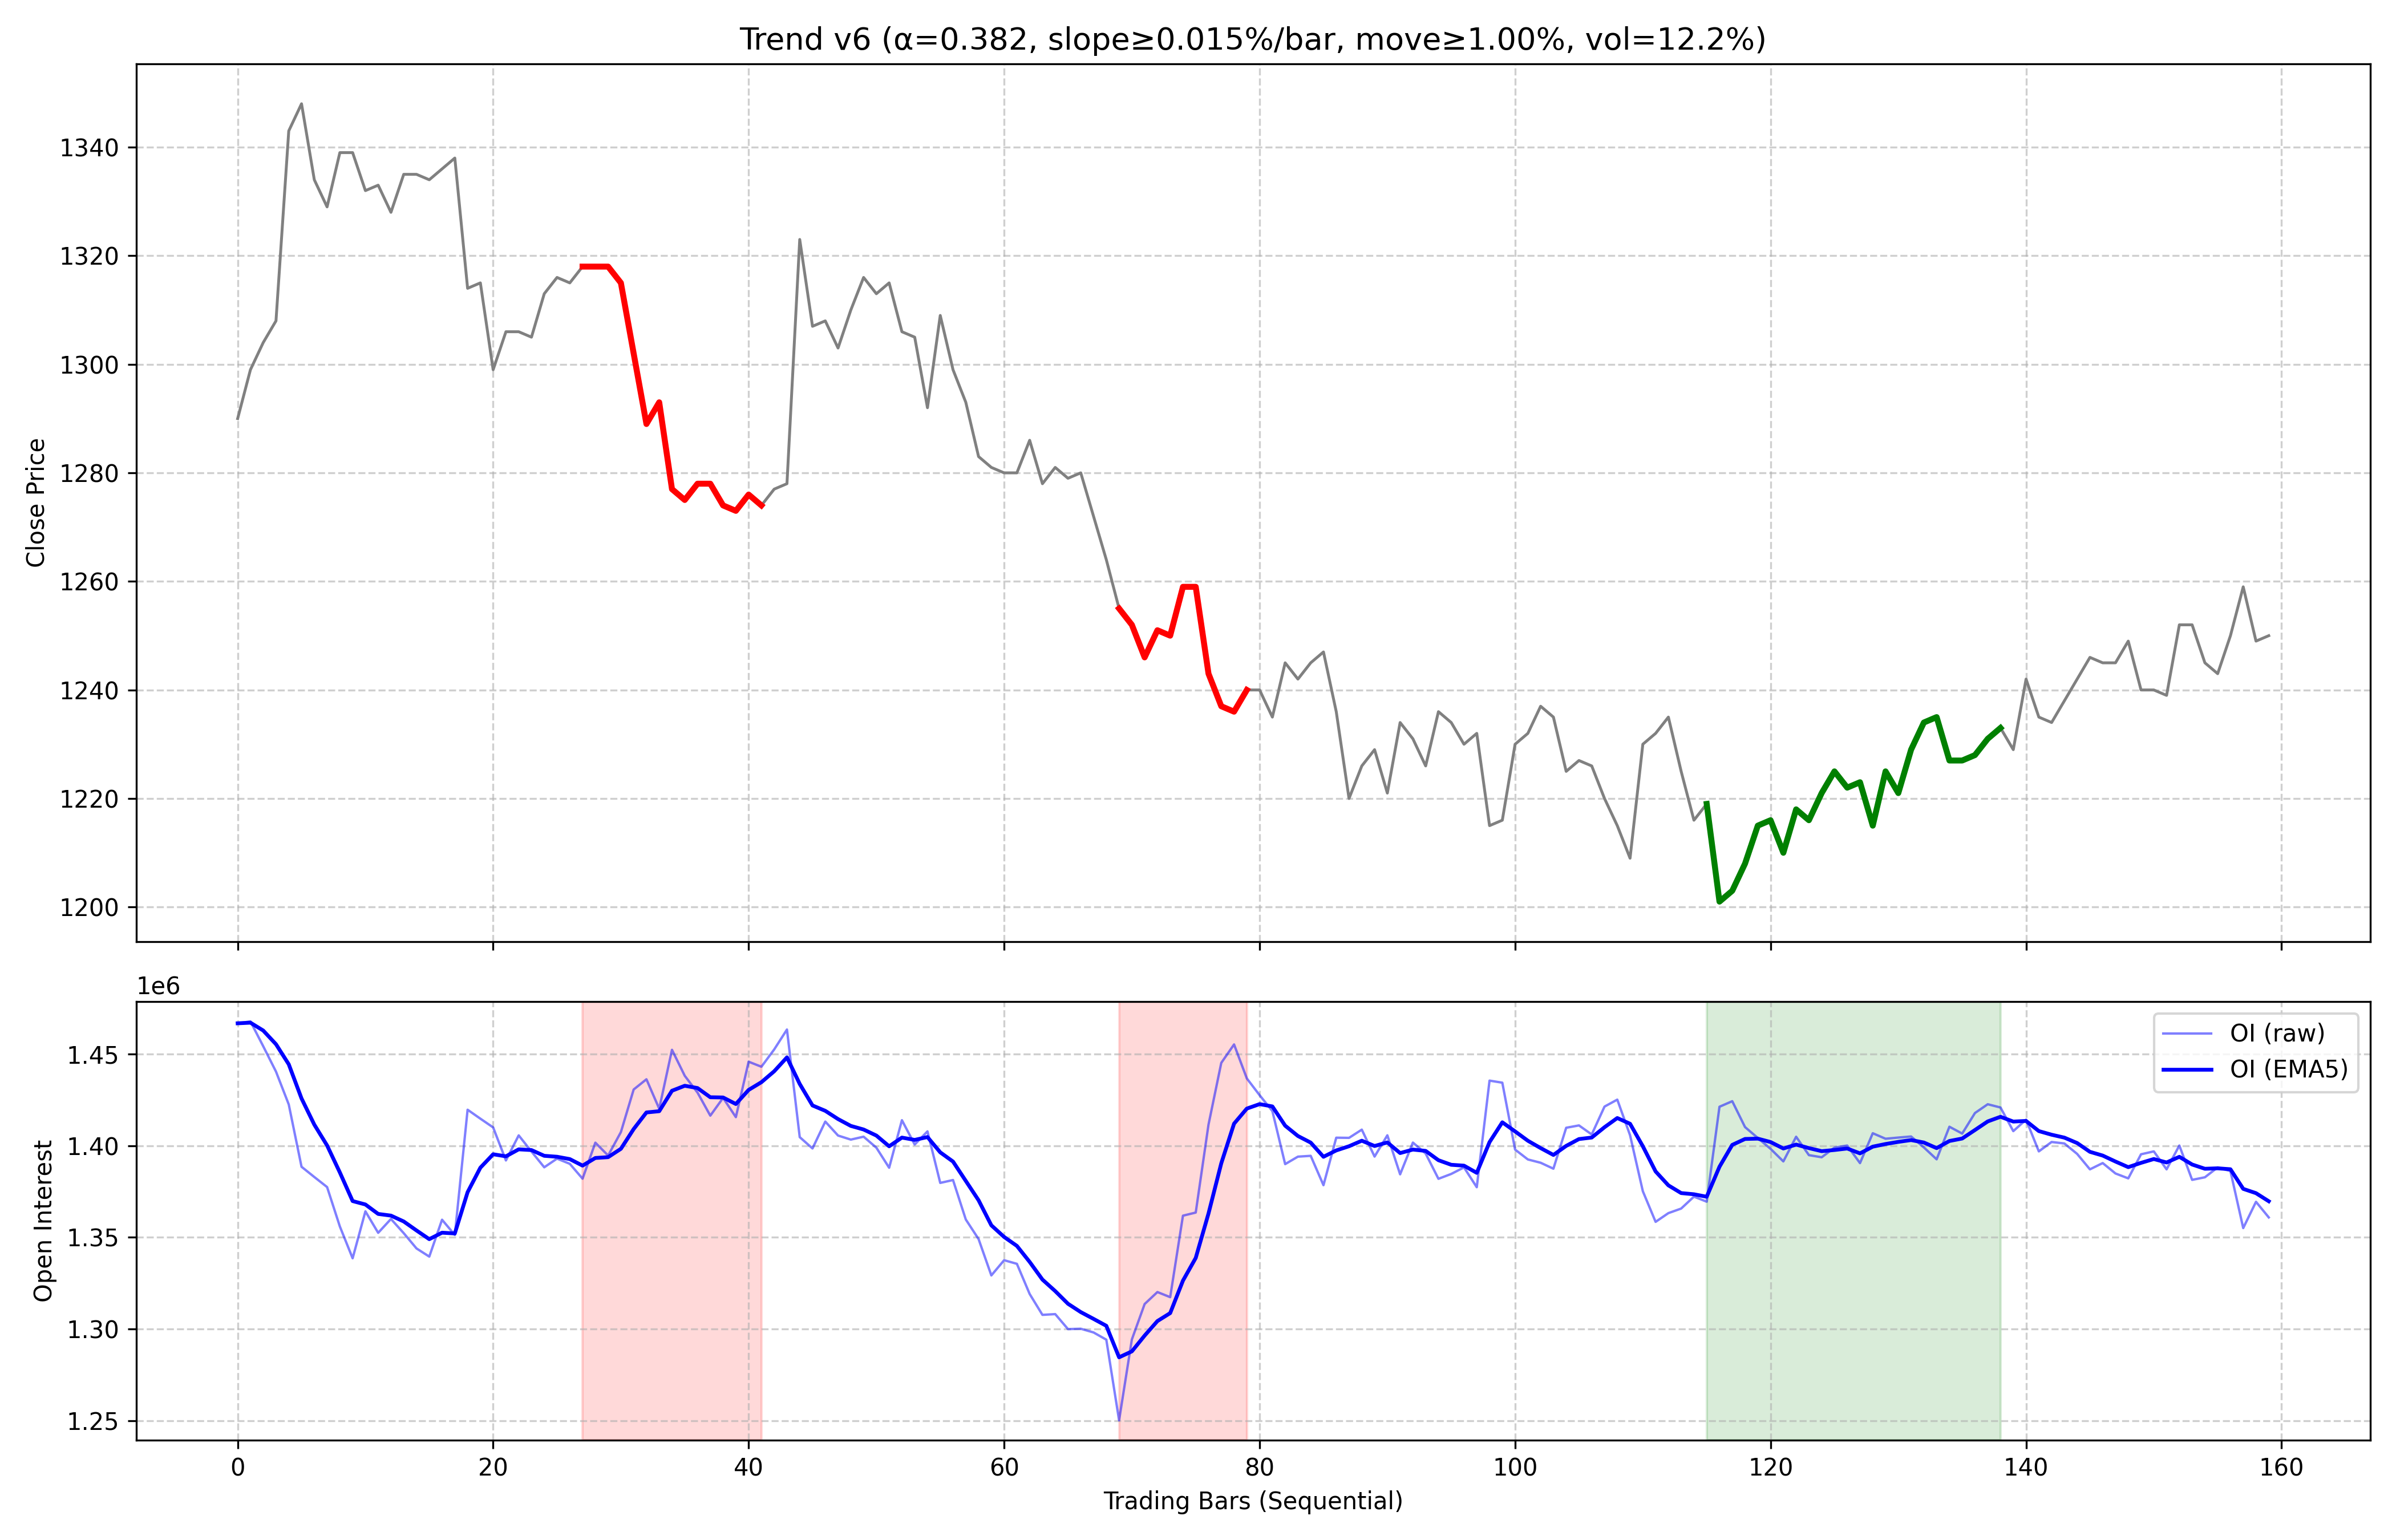 Trend v6 (α=0.382, slope≥0.015%/bar, move≥1.00%, vol=12.2%)
Close Price
1340
1320
1300
1280
1260
1240
1220
1200
1e6
Open Interest
1.45
1.40
1.35
1.30
1.25
OI (raw)
OI (EMA5)
0 20 40 60 80 100 120 140 160
Trading Bars (Sequential)